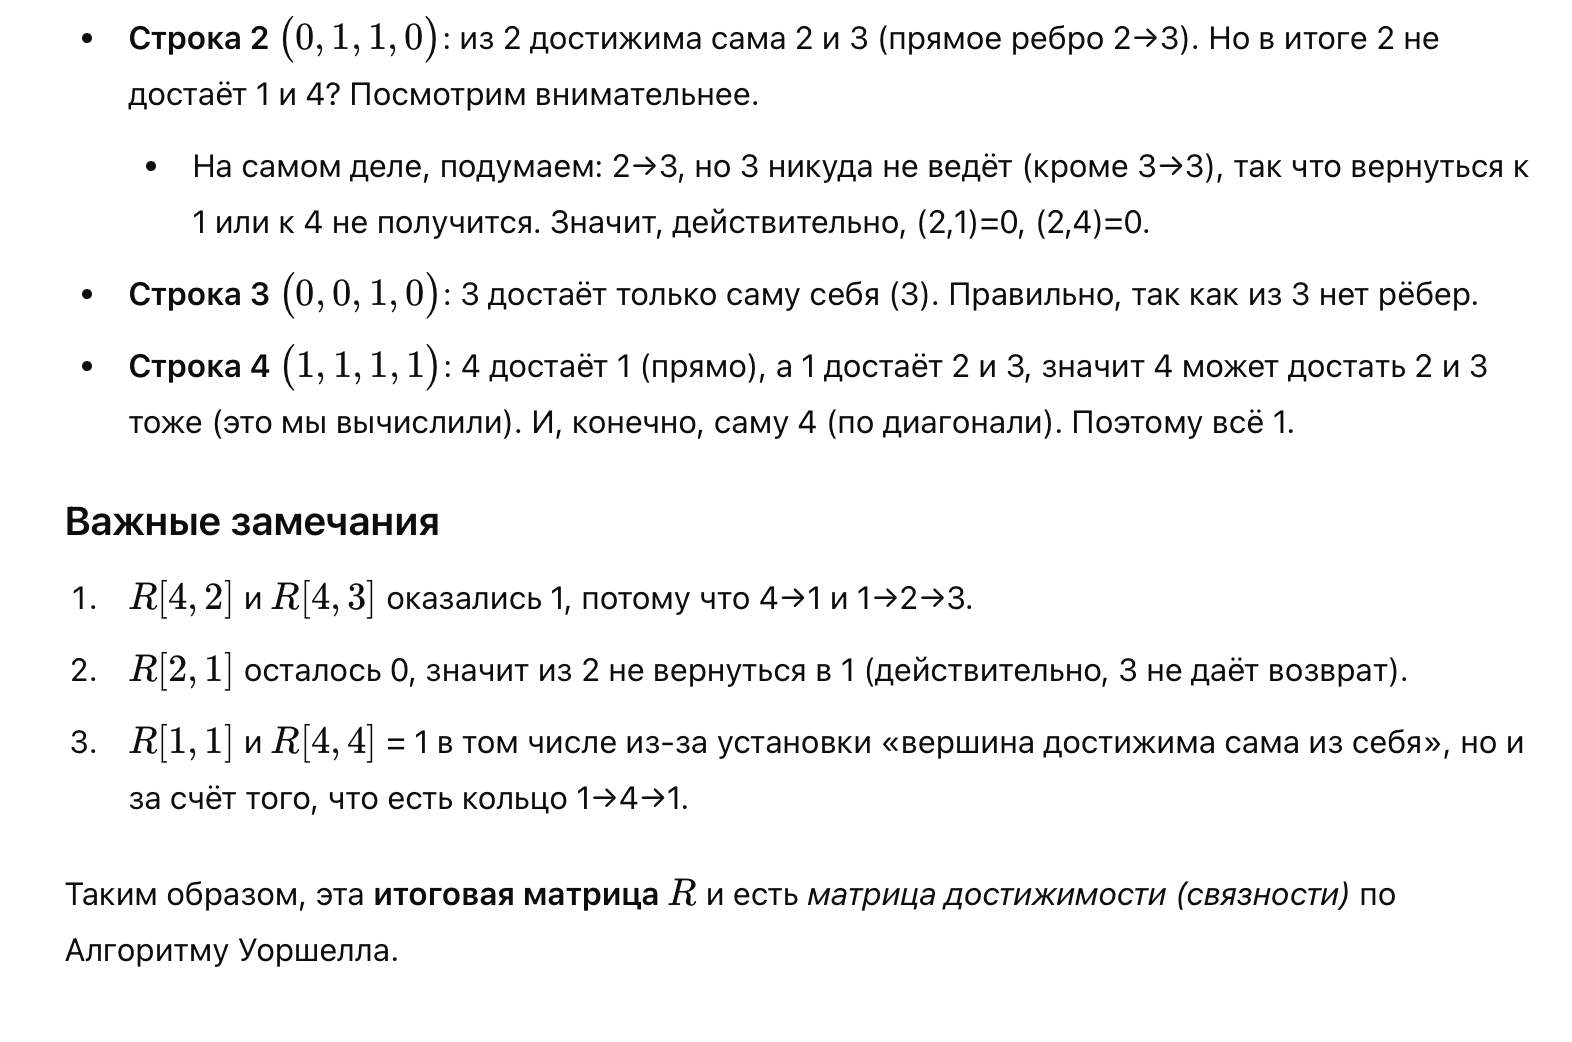 • Строка 2 (0, 1, 1, 0): из 2 достижима сама 2 и 3 (прямое ребро 2→3). Но в итоге 2 не
достаёт 1 и 4? Посмотрим внимательнее.
• На самом деле, подумаем: 2→3, но 3 никуда не ведёт (кроме 3→3), так что вернуться к
1 или к 4 не получится. Значит, действительно, (2,1)=0, (2,4)=0.
• Строка 3 (0, 0, 1, 0): 3 достаёт только саму себя (3). Правильно, так как из 3 нет рёбер.
• Строка 4 (1, 1, 1, 1): 4 достаёт 1 (прямо), а 1 достаёт 2 и 3, значит 4 может достать 2 и 3
тоже (это мы вычислили). И, конечно, саму 4 (по диагонали). Поэтому всё 1.
Важные замечания
1. R[4, 2] и R[4, 3] оказались 1, потому что 4→1 и 1→2→3.
2. R[2, 1] осталось 0, значит из 2 не вернуться в 1 (действительно, 3 не даёт возврат).
3. R[1, 1] и R[4, 4] = 1 в том числе из-за установки «вершина достижима сама из себя», но и
за счёт того, что есть кольцо 1→4→1.
Таким образом, эта итоговая матрица R и есть матрица достижимости (связности) по
Алгоритму Уоршелла.